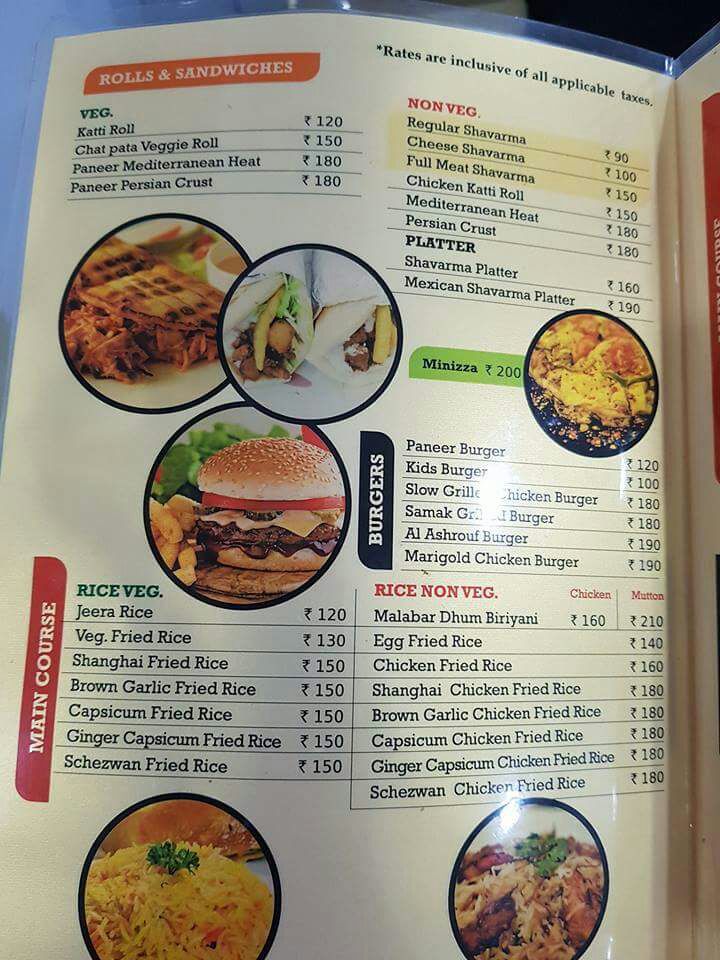 *Rates are inclusive of all applicable taxes.
ROLLS & SANDWICHES
VEG.
Katti Roll ₹ 120
Chat pata Veggie Roll ₹ 150
Paneer Mediterranean Heat ₹ 180
Paneer Persian Crust ₹ 180
NON VEG.
Regular Shavarma ₹ 90
Cheese Shavarma ₹ 100
Full Meat Shavarma ₹ 150
Chicken Katti Roll ₹ 150
Mediterranean Heat ₹ 180
Persian Crust ₹ 180
PLATTER
Shavarma Platter ₹ 160
Mexican Shavarma Platter ₹ 190
Minizza ₹ 200
BURGERS
Paneer Burger ₹ 120
Kids Burger ₹ 100
Slow Grille Chicken Burger ₹ 180
Samak Grilled Burger ₹ 180
Al Ashrouf Burger ₹ 190
Marigold Chicken Burger ₹ 190
MAIN COURSE
RICE VEG.
Jeera Rice ₹ 120
Veg. Fried Rice ₹ 130
Shanghai Fried Rice ₹ 150
Brown Garlic Fried Rice ₹ 150
Capsicum Fried Rice ₹ 150
Ginger Capsicum Fried Rice ₹ 150
Schezwan Fried Rice ₹ 150
RICE NON VEG. Chicken Mutton
Malabar Dhum Biriyani ₹ 160 ₹ 210
Egg Fried Rice ₹ 140
Chicken Fried Rice ₹ 160
Shanghai Chicken Fried Rice ₹ 180
Brown Garlic Chicken Fried Rice ₹ 180
Capsicum Chicken Fried Rice ₹ 180
Ginger Capsicum Chicken Fried Rice ₹ 180
Schezwan Chicken Fried Rice ₹ 180